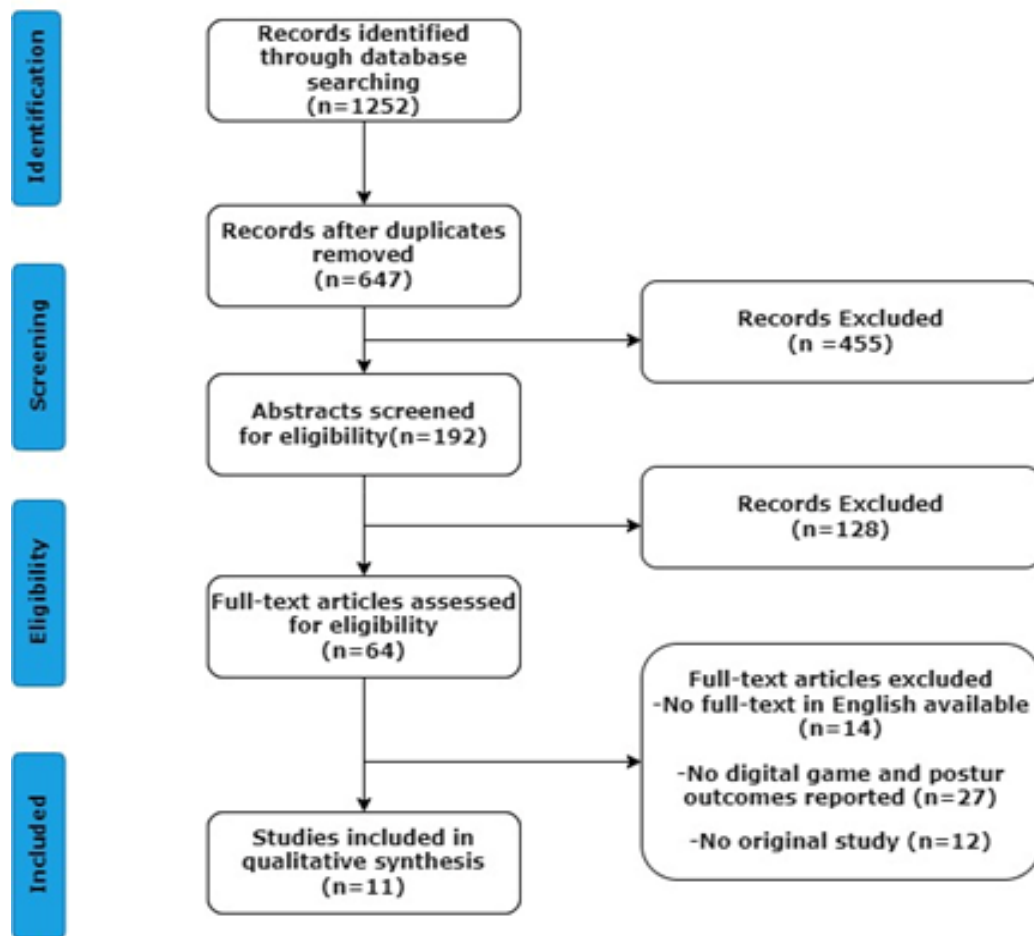 Identification
Records identified
through database
searching
(n=1252)
Records after duplicates
removed
(n=647)
Screening
Records Excluded
(n =455)
Abstracts screened
for eligibility(n=192)
Eligibility
Records Excluded
(n=128)
Full-text articles assessed
for eligibility
(n=64)
Full-text articles excluded
-No full-text in English available
(n=14)
-No digital game and postur
outcomes reported (n=27)
-No original study (n=12)
Included
Studies included in
qualitative synthesis
(n=11)